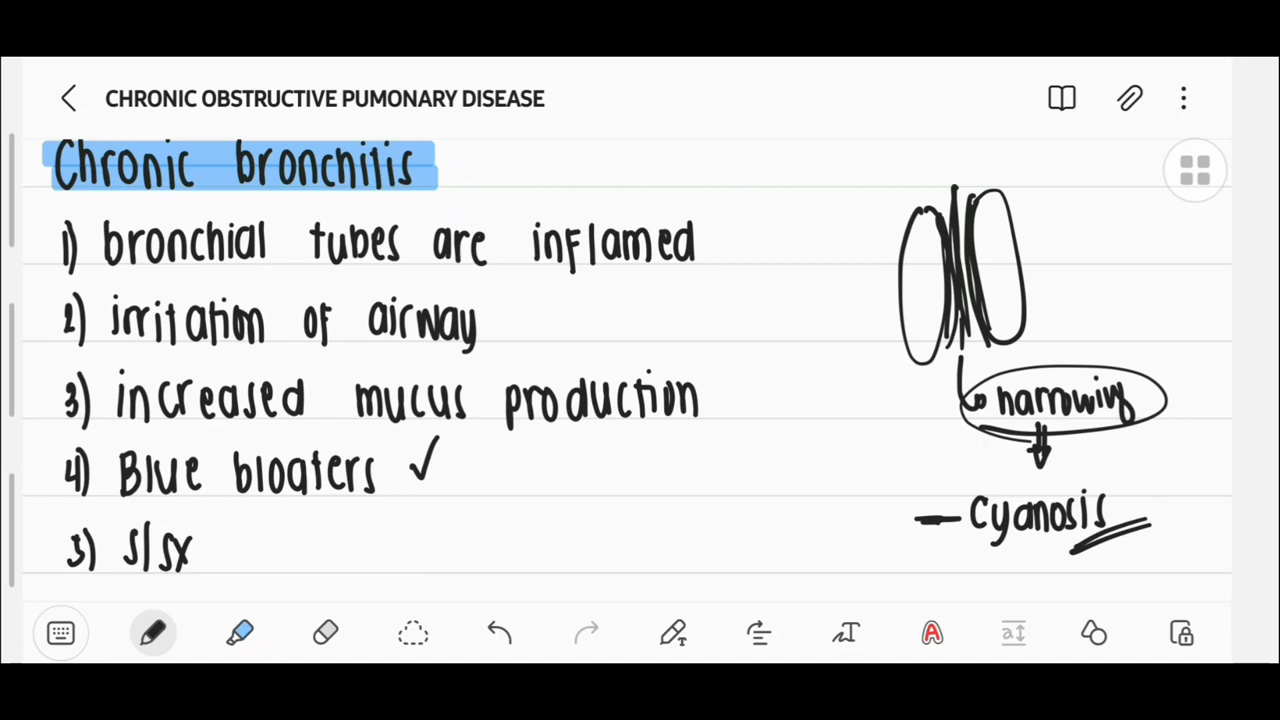 CHRONIC OBSTRUCTIVE PUMONARY DISEASE
Chronic bronchitis
1) bronchial tubes are inflamed
2) irritation of airway
3) increased mucus production
4) Blue bloaters ✓
5) s/sx
narrowing
- cyanosis